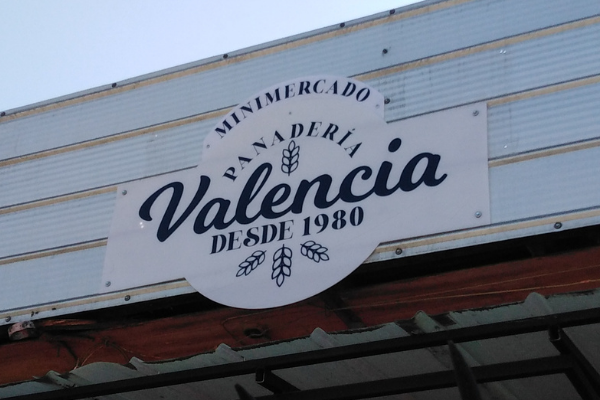 MINIMERCADO
PANADERÍA
Valencia
DESDE 1980